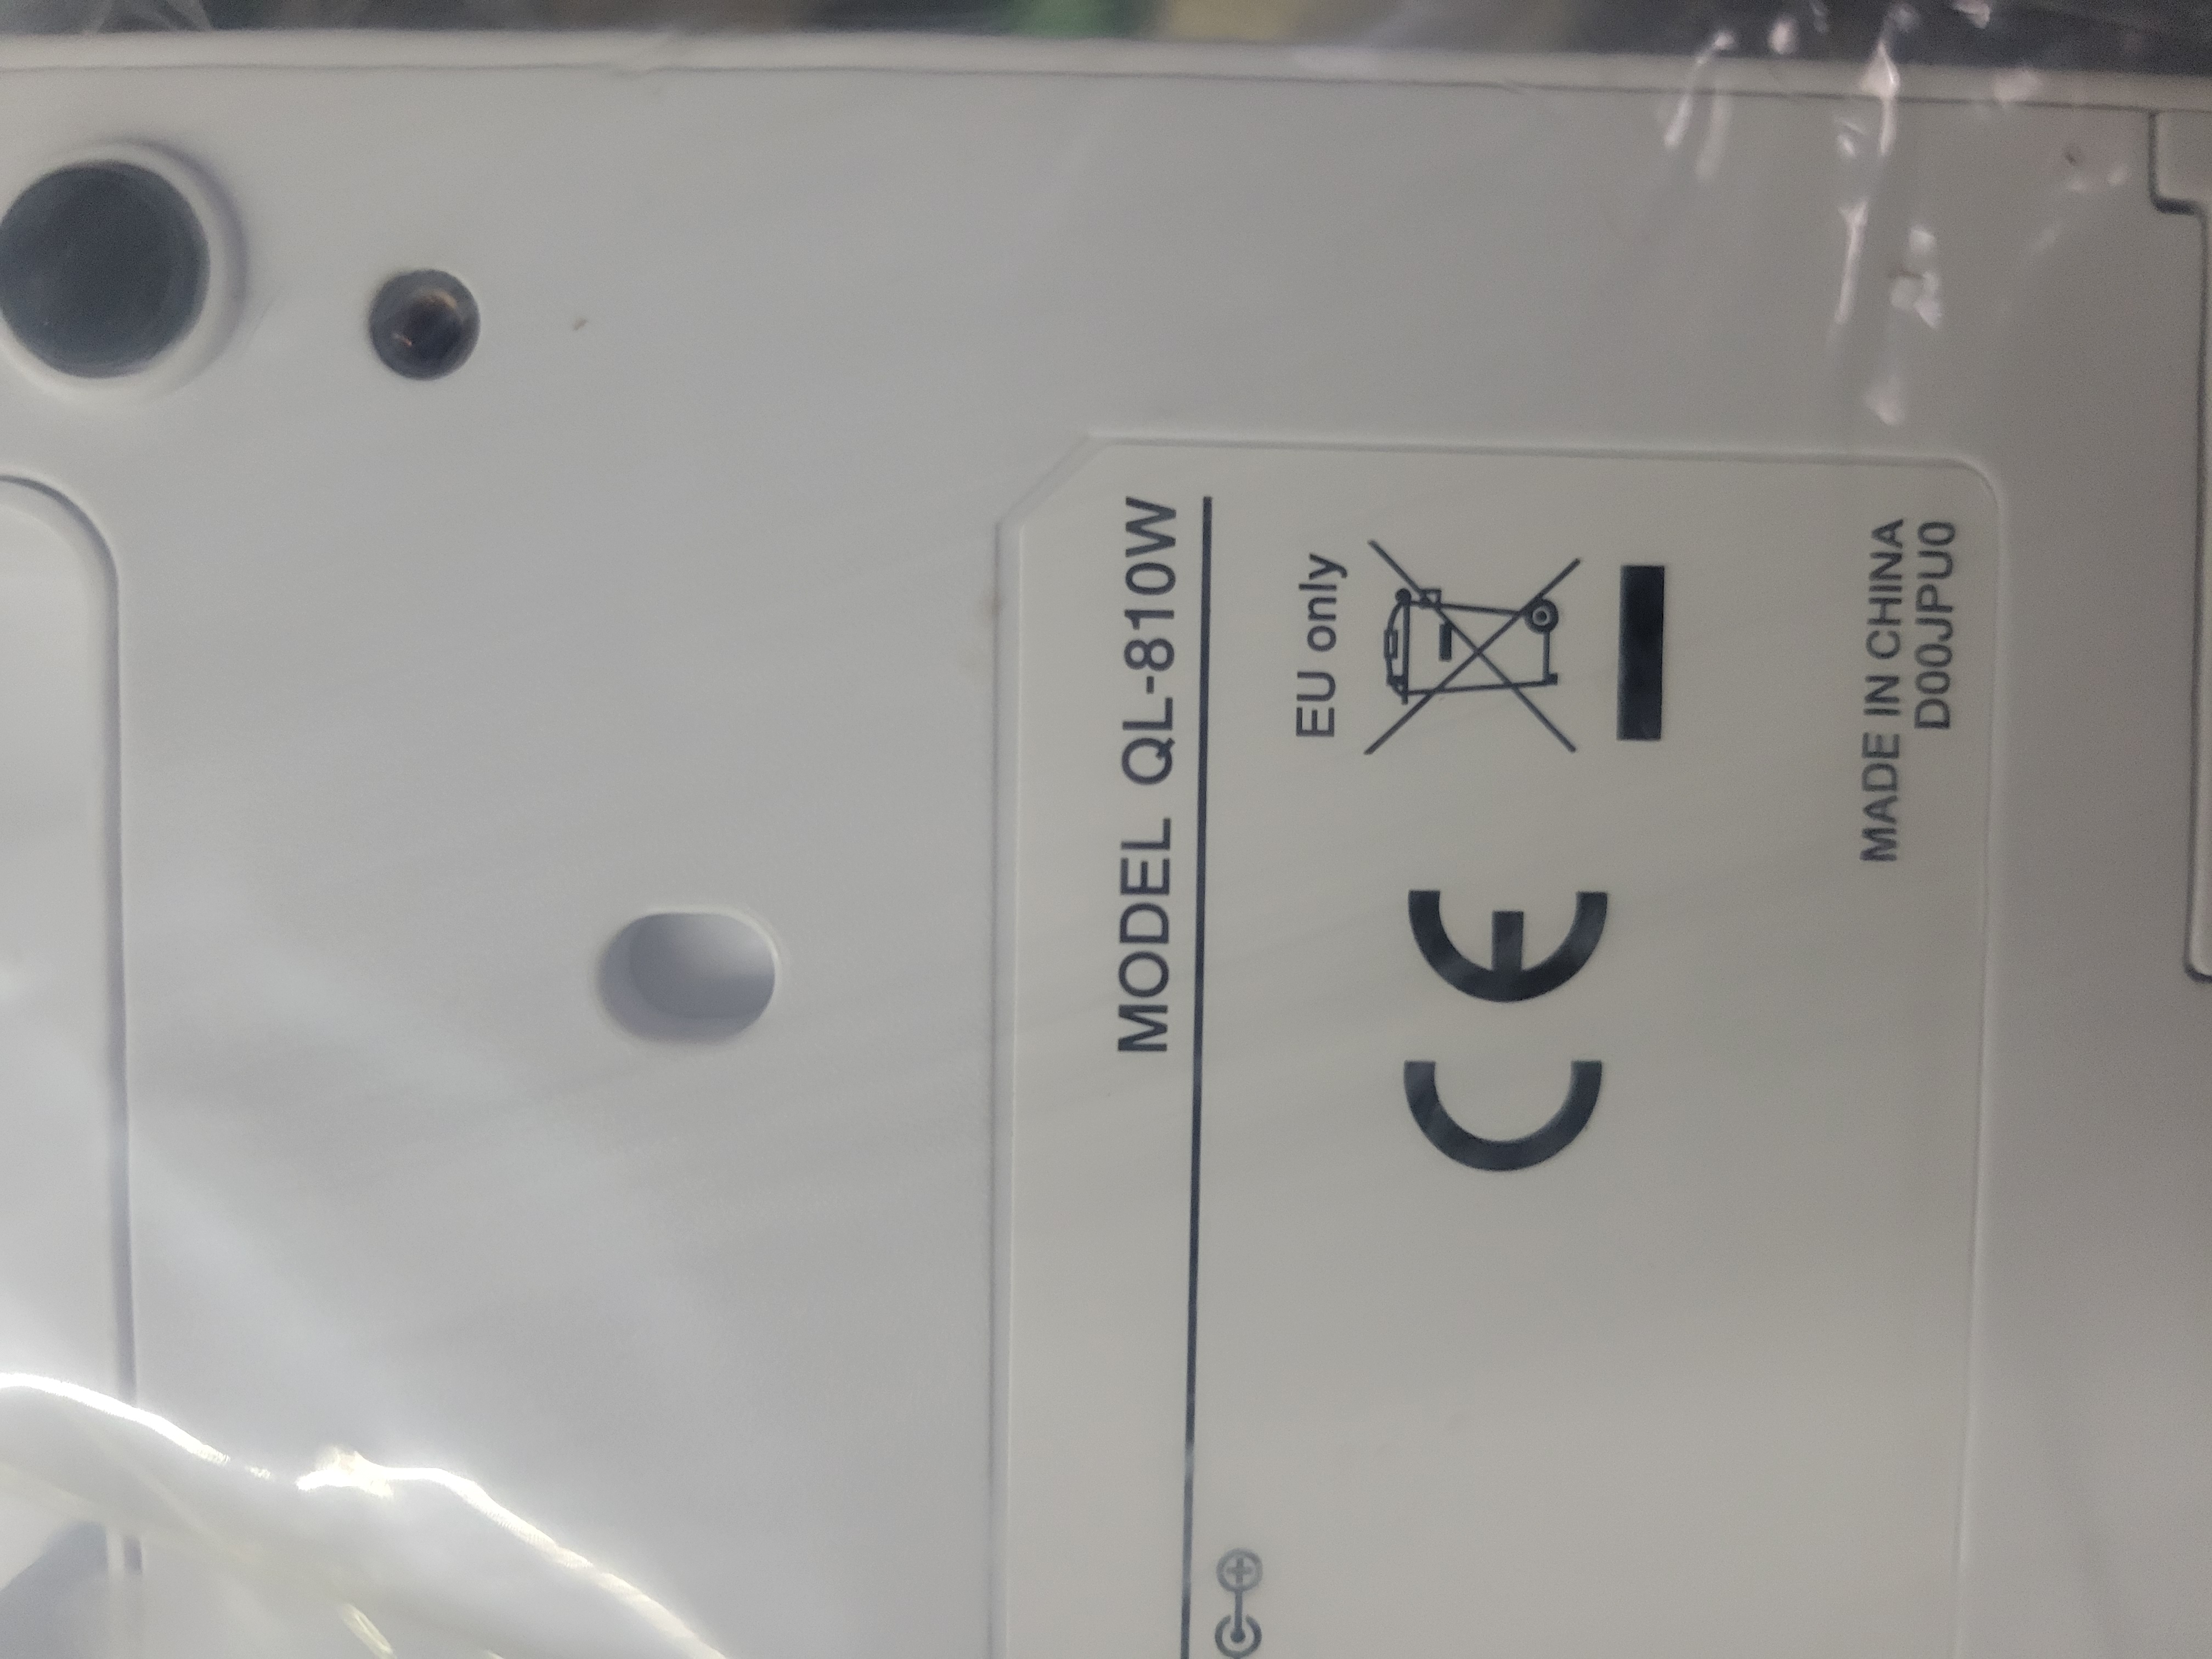 MODEL QL-810W
EU only
CE
MADE IN CHINA
D00JPU0